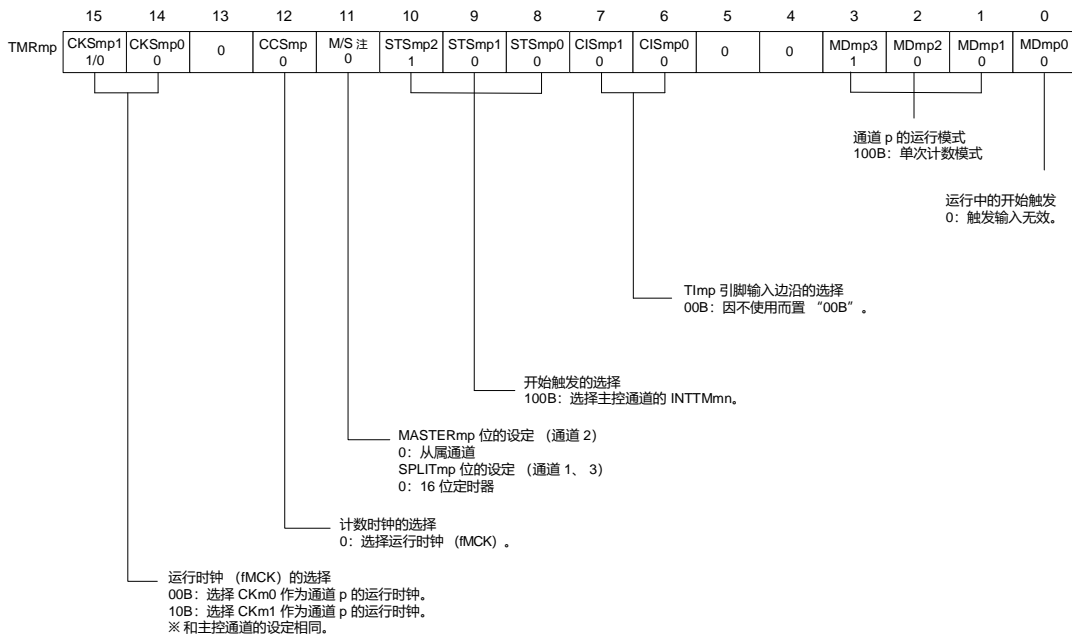 15 14 13 12 11 10 9 8 7 6 5 4 3 2 1 0
TMRmp CKSmp1 CKSmp0 0 CCSmp M/S 注 STSmp2 STSmp1 STSmp0 CISmp1 CISmp0 0 0 MDmp3 MDmp2 MDmp1 MDmp0
1/0 0 0 0 1 0 0 0 0 1 0 0 0
通道 p 的运行模式
100B：单次计数模式
运行中的开始触发
0：触发输入无效。
TImp 引脚输入边沿的选择
00B：因不使用而置 “00B”。
开始触发的选择
100B：选择主控通道的 INTTMmn。
MASTERmp 位的设定 （通道 2）
0：从属通道
SPLITmp 位的设定 （通道 1、 3）
0：16 位定时器
计数时钟的选择
0：选择运行时钟 （fMCK）。
运行时钟 （fMCK）的选择
00B：选择 CKm0 作为通道 p 的运行时钟。
10B：选择 CKm1 作为通道 p 的运行时钟。
※ 和主控通道的设定相同。